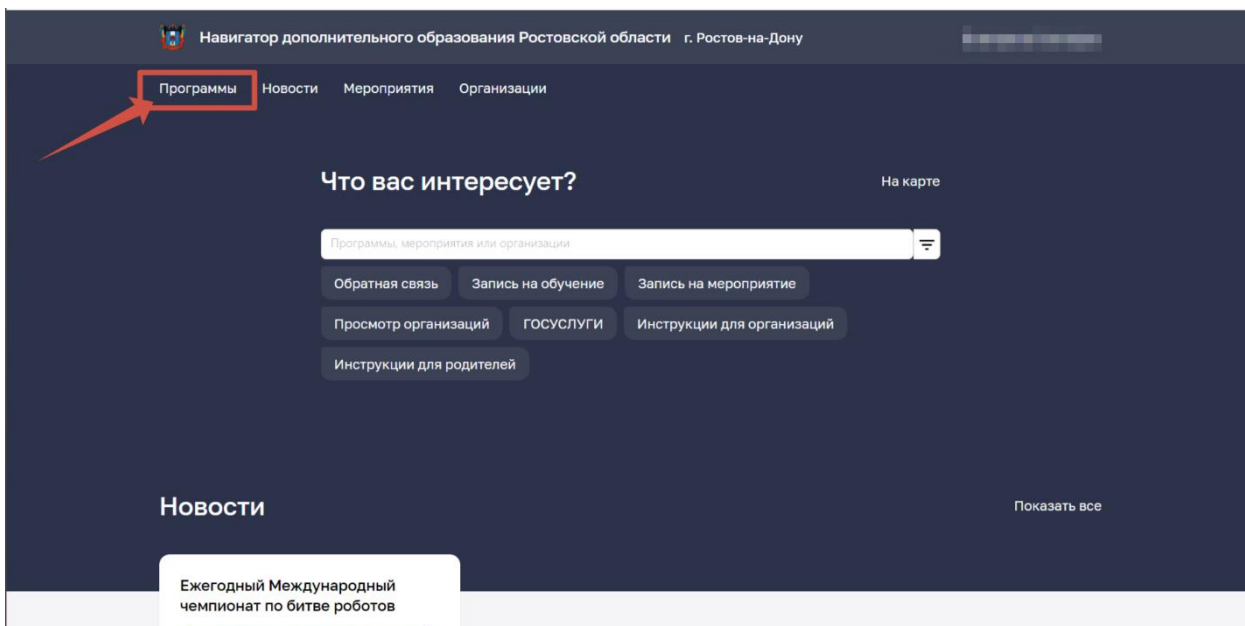 Навигатор дополнительного образования Ростовской области г. Ростов-на-Дону
Программы Новости Мероприятия Организации
Что вас интересует? На карте
Программы, мероприятия или организации
Обратная связь Запись на обучение Запись на мероприятие
Просмотр организаций ГОСУСЛУГИ Инструкции для организаций
Инструкции для родителей
Новости Показать все
Ежегодный Международный
чемпионат по битве роботов